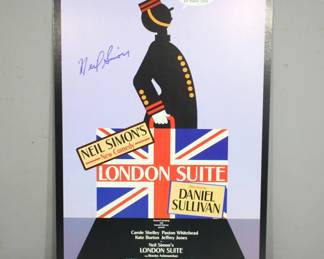 Neil Simon
NEIL SIMON'S
New Comedy
LONDON SUITE
DANIEL
SULLIVAN
Carole Shelley Paxton Whitehead
Kate Burton Jeffrey Jones
Neil Simon's
LONDON SUITE